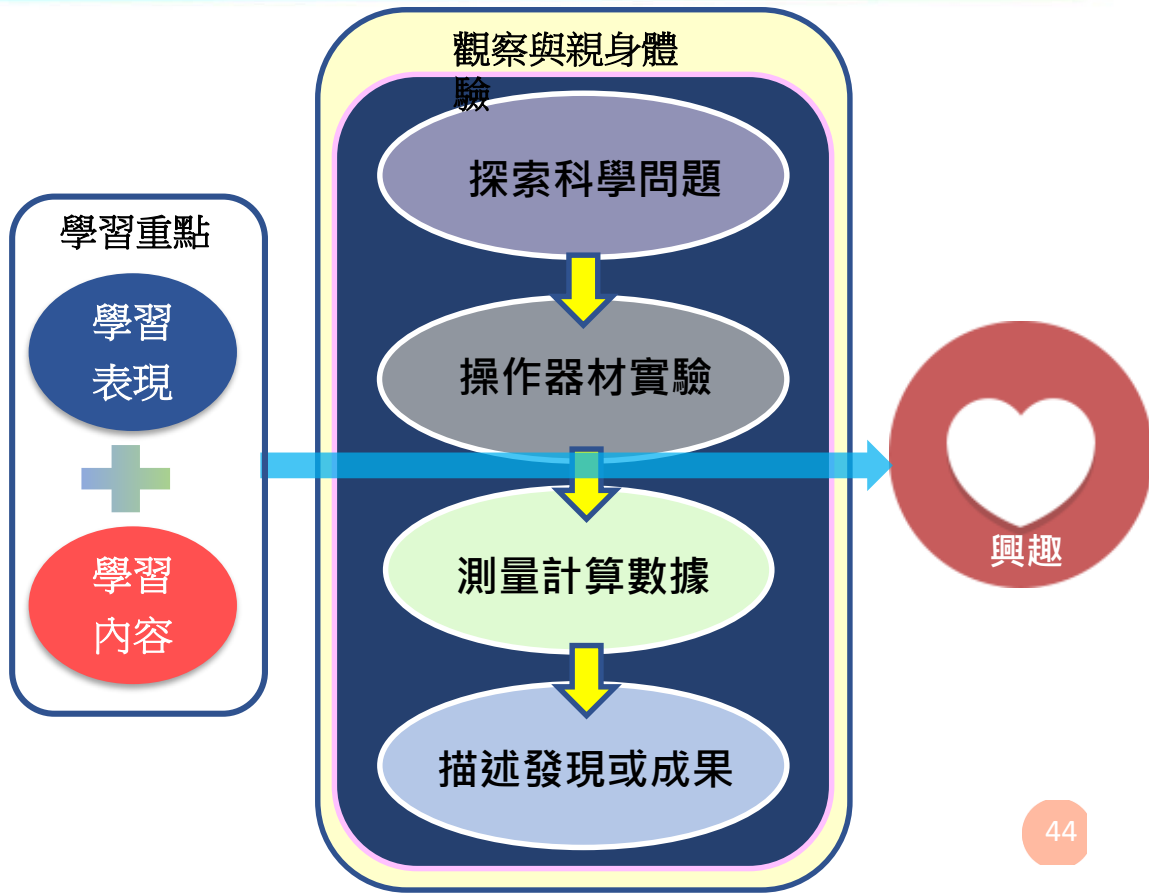 觀察與親身體
驗
探索科學問題
學習重點
學習
表現
操作器材實驗
學習
內容
測量計算數據
興趣
描述發現或成果
44